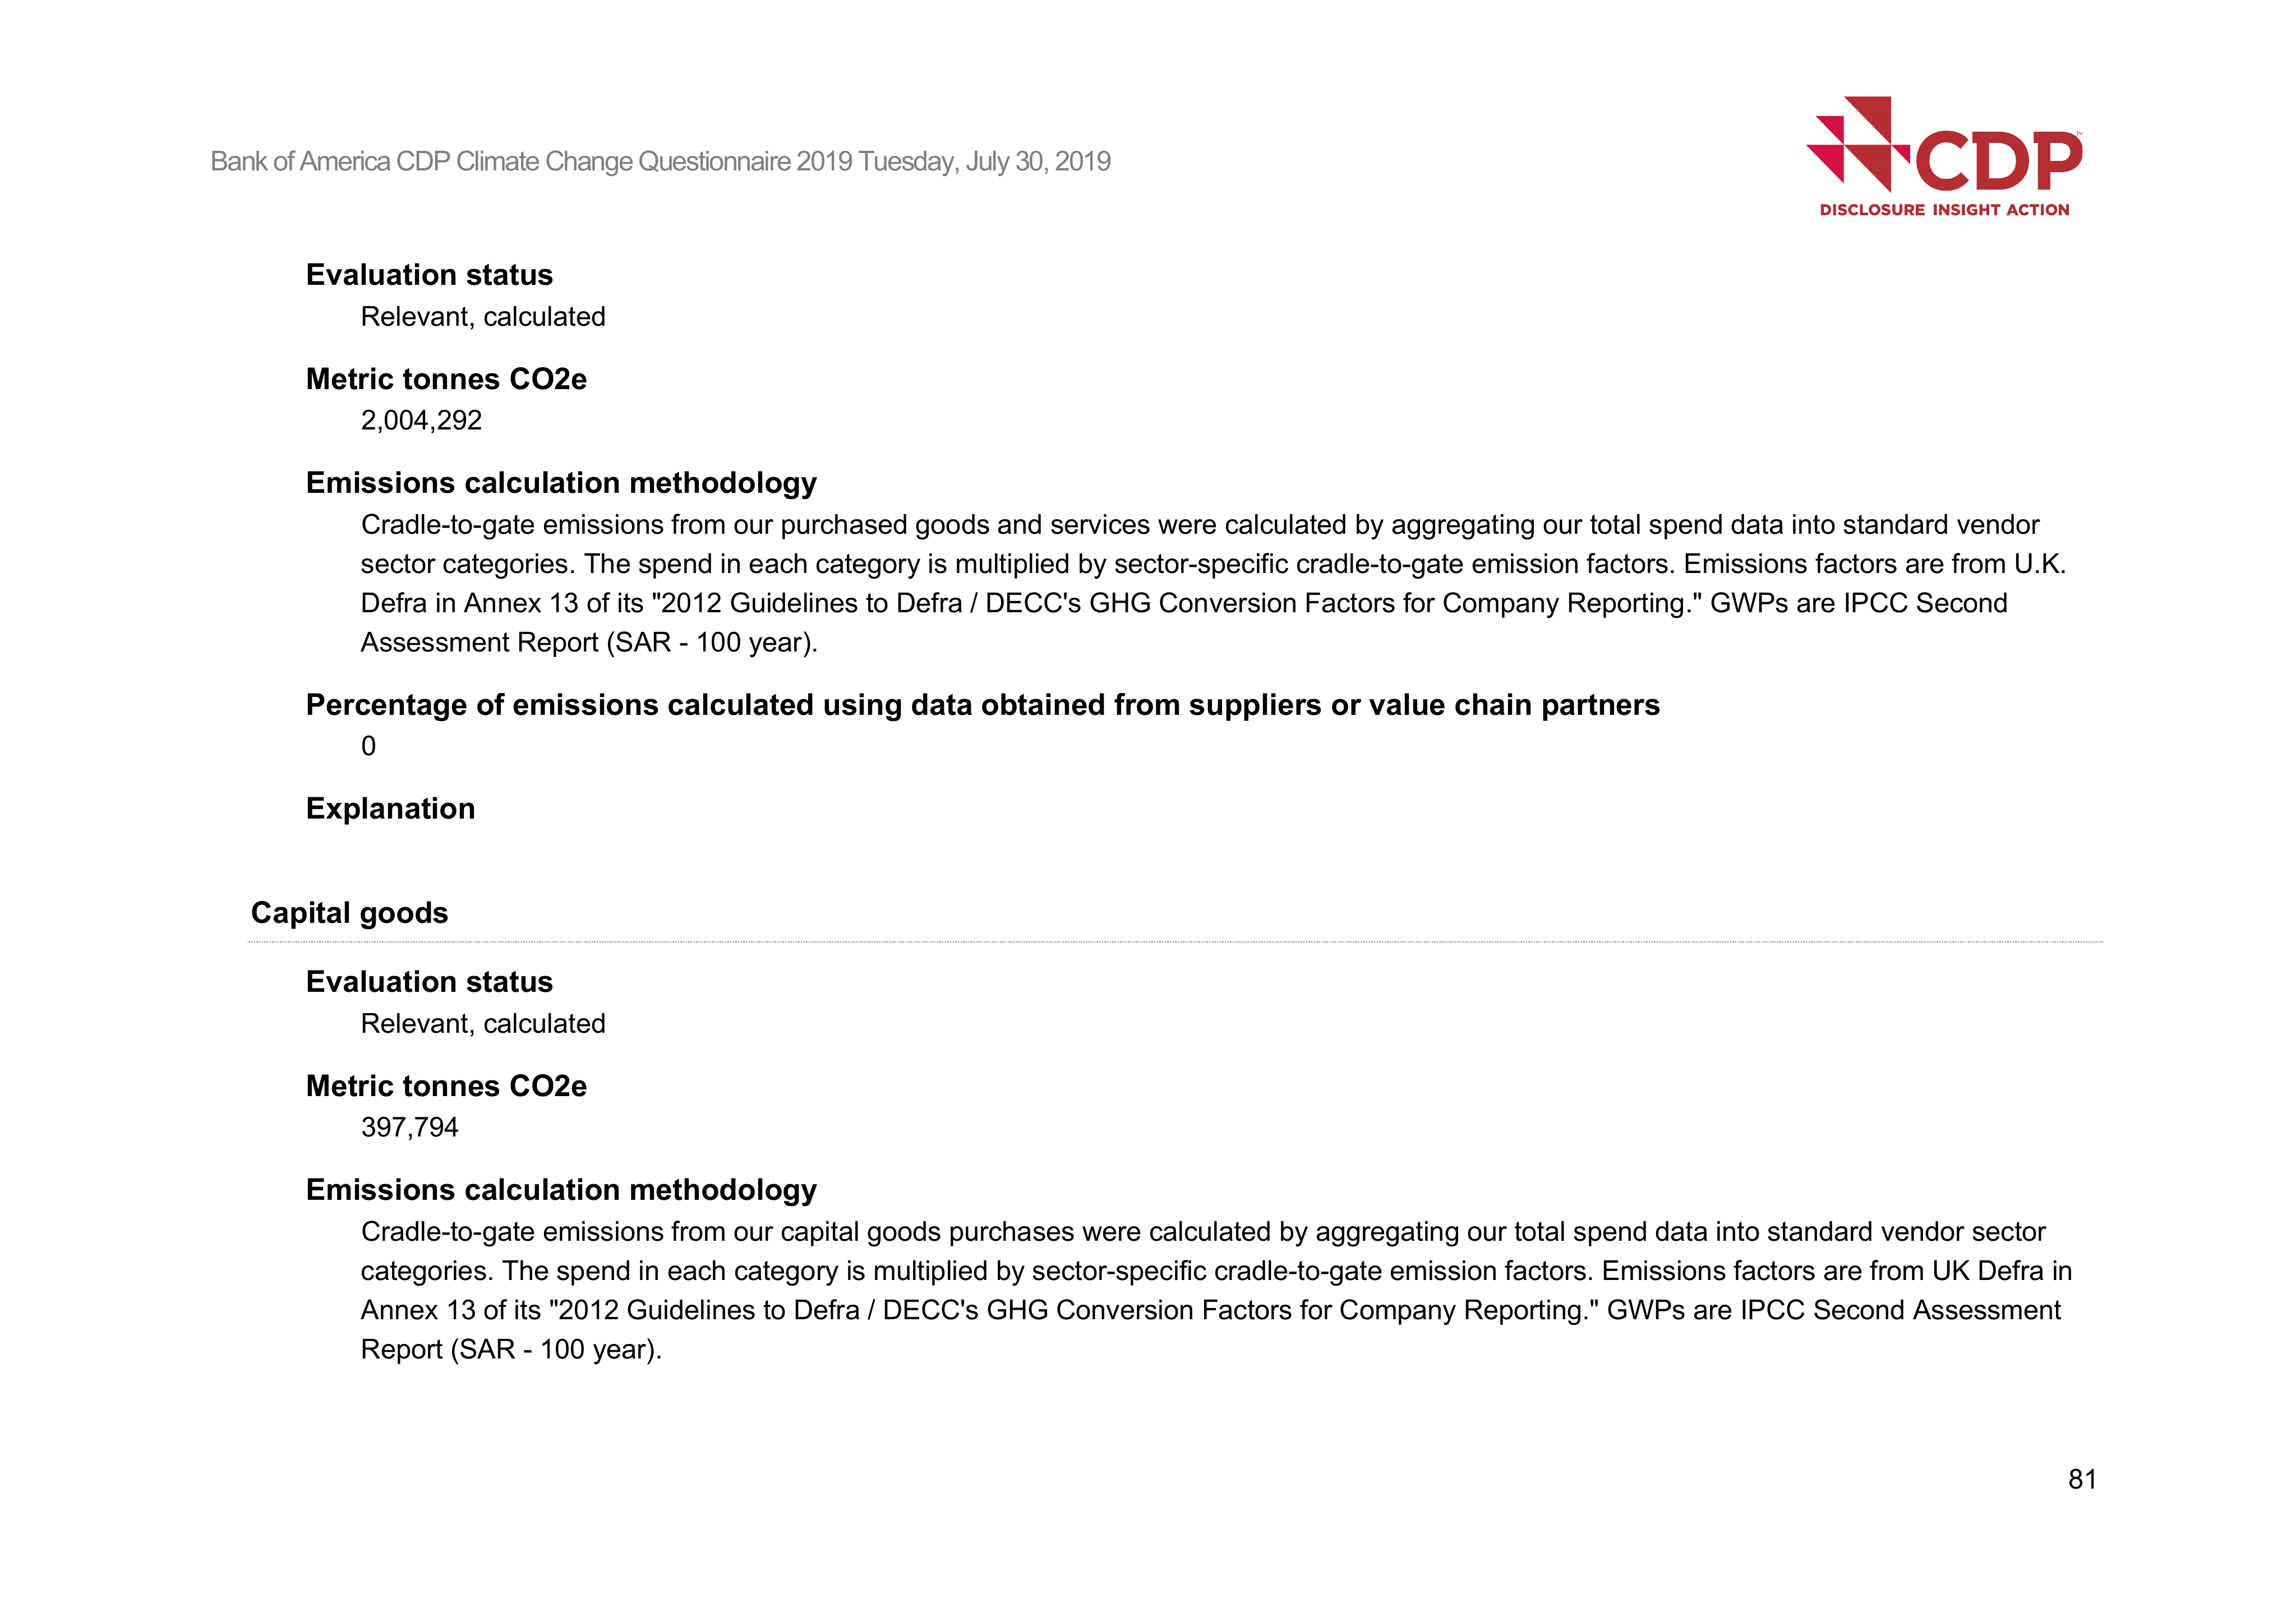 Bank of America CDP Climate Change Questionnaire 2019 Tuesday, July 30, 2019
CDP™
DISCLOSURE INSIGHT ACTION
Evaluation status
Relevant, calculated
Metric tonnes CO2e
2,004,292
Emissions calculation methodology
Cradle-to-gate emissions from our purchased goods and services were calculated by aggregating our total spend data into standard vendor
sector categories. The spend in each category is multiplied by sector-specific cradle-to-gate emission factors. Emissions factors are from U.K.
Defra in Annex 13 of its "2012 Guidelines to Defra / DECC's GHG Conversion Factors for Company Reporting." GWPs are IPCC Second
Assessment Report (SAR - 100 year).
Percentage of emissions calculated using data obtained from suppliers or value chain partners
0
Explanation
Capital goods
Evaluation status
Relevant, calculated
Metric tonnes CO2e
397,794
Emissions calculation methodology
Cradle-to-gate emissions from our capital goods purchases were calculated by aggregating our total spend data into standard vendor sector
categories. The spend in each category is multiplied by sector-specific cradle-to-gate emission factors. Emissions factors are from UK Defra in
Annex 13 of its "2012 Guidelines to Defra / DECC's GHG Conversion Factors for Company Reporting." GWPs are IPCC Second Assessment
Report (SAR - 100 year).
81